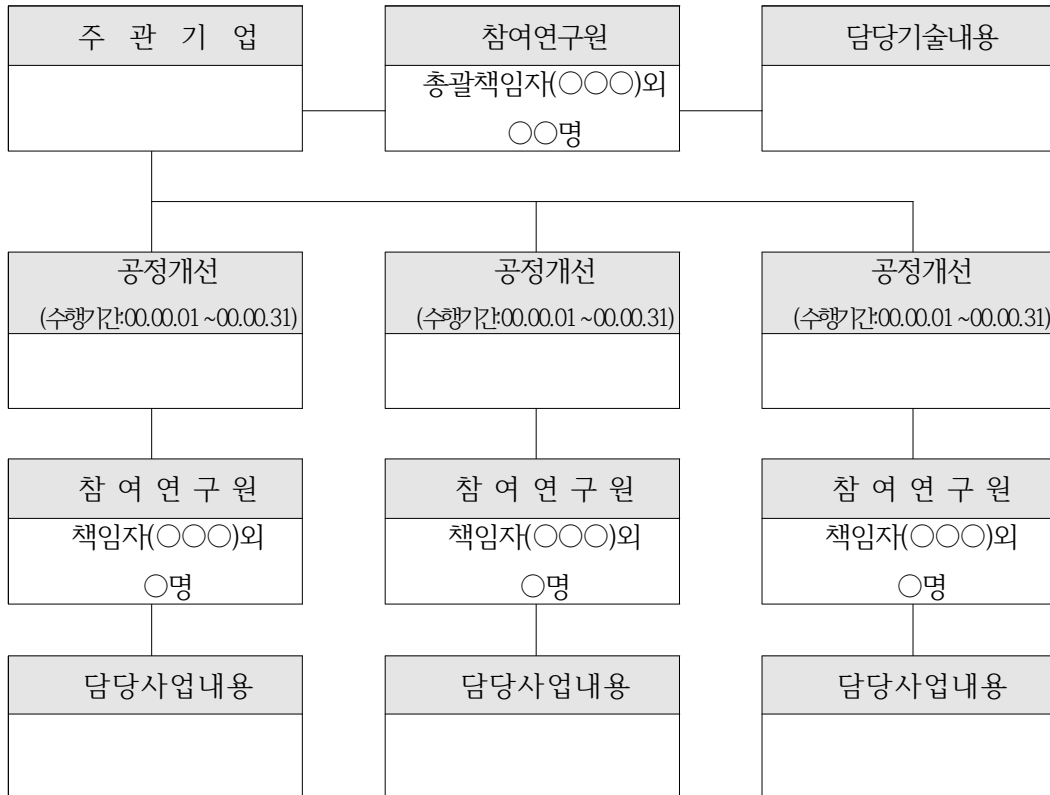 주 관 기 업
참여연구원
담당기술내용
총괄책임자(○○○)외
○○명
공정개선
(수행기간:00.00.01 ~00.00.31)
공정개선
(수행기간:00.00.01 ~00.00.31)
공정개선
(수행기간:00.00.01 ~00.00.31)
참 여 연 구 원
참 여 연 구 원
참 여 연 구 원
책임자(○○○)외
○명
책임자(○○○)외
○명
책임자(○○○)외
○명
담당사업내용
담당사업내용
담당사업내용